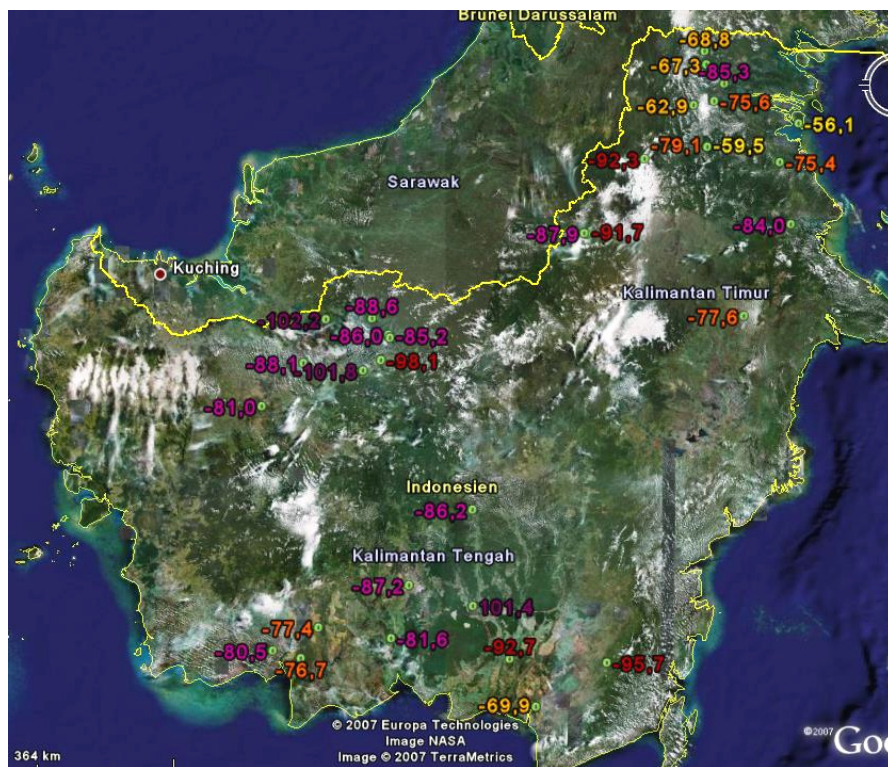 Brunei Darussalam
-68,8
-67,3
-85,3
-62,9
-75,6
-56,1
-79,1
-59,5
-92,3
-75,4
Sarawak
-84,0
-87,9
-91,7
Kuching
Kalimantan Timur
-102,2
-88,6
-77,6
-86,0
-85,2
-88,1
-101,8
-98,1
-81,0
Indonesien
-86,2
Kalimantan Tengah
-87,2
101,4
-77,4
-81,6
-80,5
-92,7
-76,7
-95,7
-69,9
© 2007 Europa Technologies
Image NASA
Image © 2007 TerraMetrics
364 km
©2007 Goo